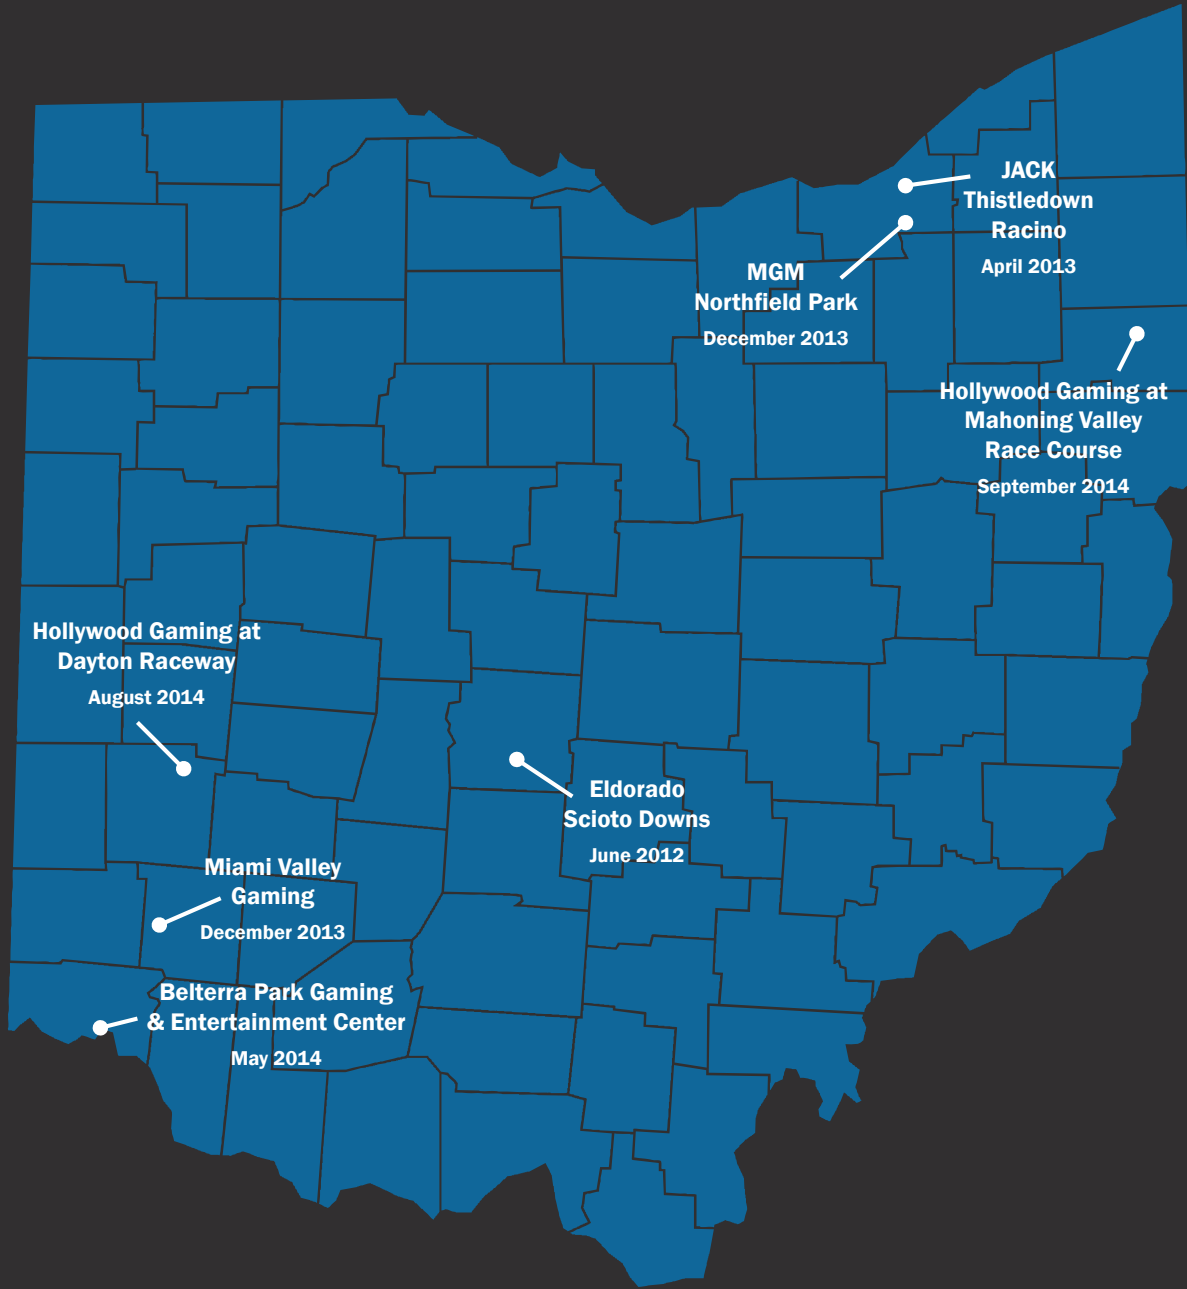 JACK
Thistledown
Racino
April 2013
MGM
Northfield Park
December 2013
Hollywood Gaming at
Mahoning Valley
Race Course
September 2014
Hollywood Gaming at
Dayton Raceway
August 2014
Eldorado
Scioto Downs
June 2012
Miami Valley
Gaming
December 2013
Belterra Park Gaming
& Entertainment Center
May 2014